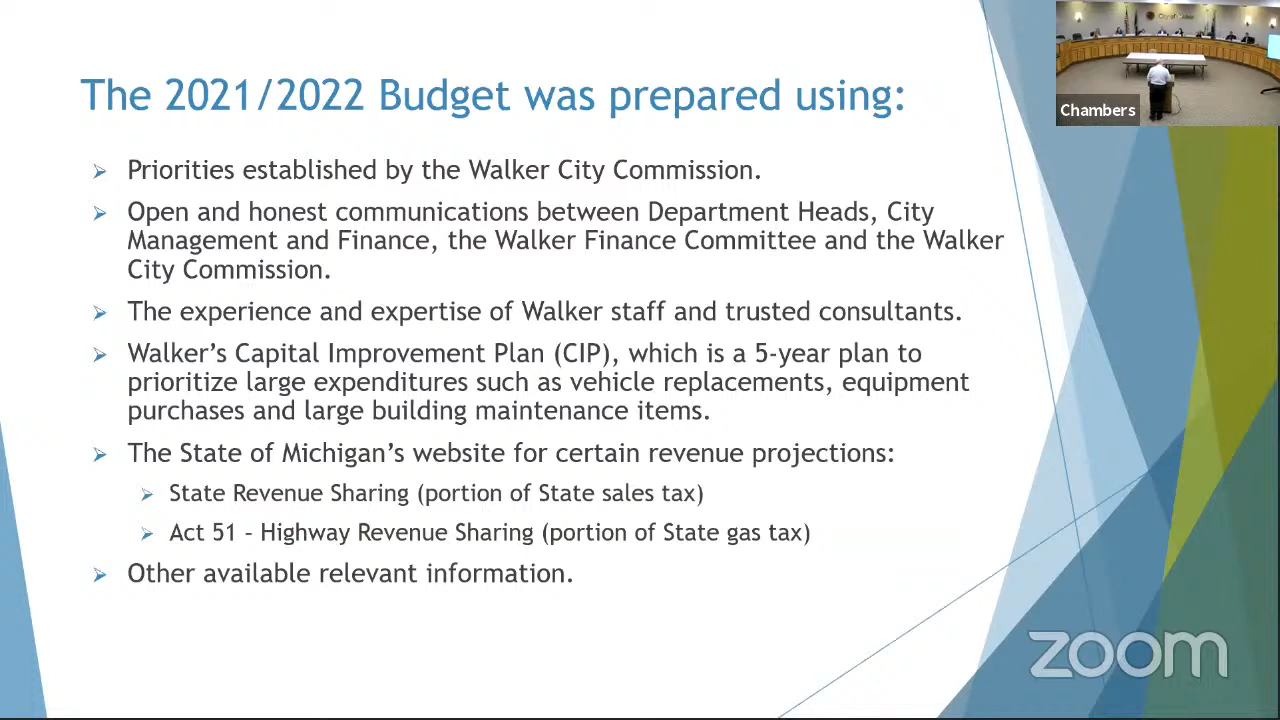 The 2021/2022 Budget was prepared using:
Chambers
Priorities established by the Walker City Commission.
Open and honest communications between Department Heads, City
Management and Finance, the Walker Finance Committee and the Walker
City Commission.
The experience and expertise of Walker staff and trusted consultants.
Walker’s Capital Improvement Plan (CIP), which is a 5-year plan to
prioritize large expenditures such as vehicle replacements, equipment
purchases and large building maintenance items.
The State of Michigan’s website for certain revenue projections:
State Revenue Sharing (portion of State sales tax)
Act 51 – Highway Revenue Sharing (portion of State gas tax)
Other available relevant information.
zoom